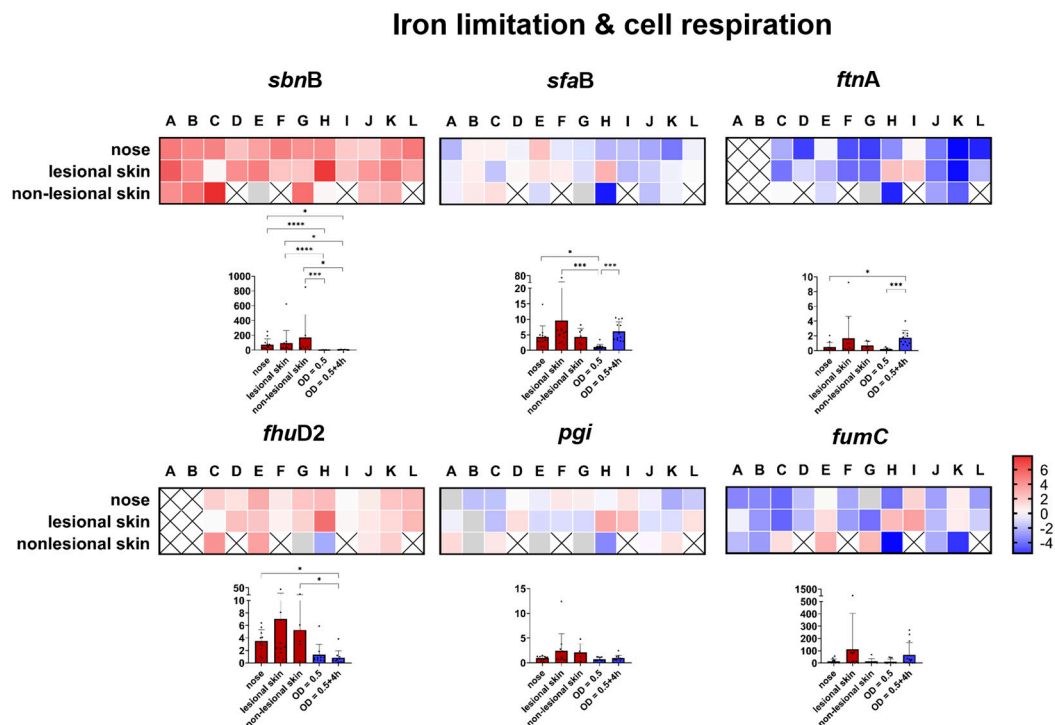 Iron limitation & cell respiration
sbnB
sfaB
ftnA
A B C D E F G H I J K L
A B C D E F G H I J K L
A B C D E F G H I J K L
nose
lesional skin
non-lesional skin
*
****
*
****
*
***
1000
800
600
400
200
0
nose
lesional skin
non-lesional skin
OD = 0.5
OD = 0.5+4h
*
***
***
80
20
15
10
5
0
nose
lesional skin
non-lesional skin
OD = 0.5
OD = 0.5+4h
*
***
10
8
6
4
2
0
nose
lesional skin
non-lesional skin
OD = 0.5
OD = 0.5+4h
fhuD2
pgi
fumC
A B C D E F G H I J K L
A B C D E F G H I J K L
A B C D E F G H I J K L
nose
lesional skin
nonlesional skin
6
4
2
0
-2
-4
*
*
50
10
8
6
4
2
0
nose
lesional skin
non-lesional skin
OD = 0.5
OD = 0.5+4h
15
10
5
0
nose
lesional skin
non-lesional skin
OD = 0.5
OD = 0.5+4h
1500
500
400
300
200
100
0
nose
lesional skin
non-lesional skin
OD = 0.5
OD = 0.5+4h